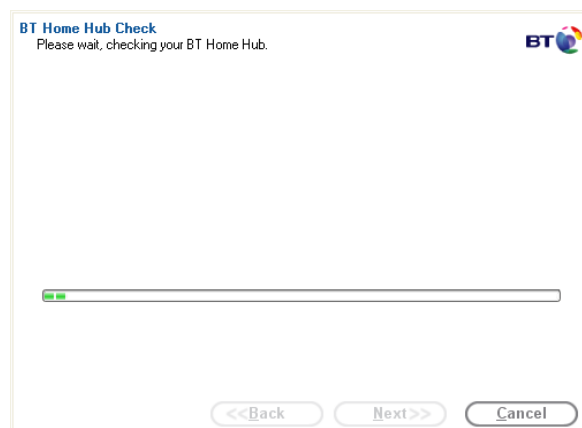 BT Home Hub Check
Please wait, checking your BT Home Hub.
BT
<<Back Next>> Cancel